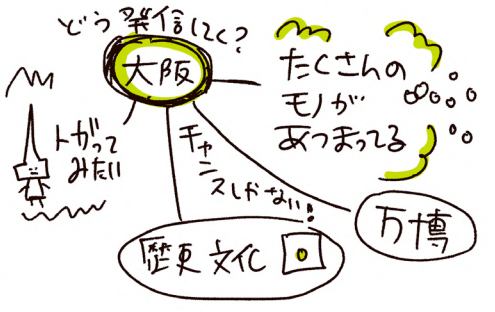 どう発信してく?
大阪
たくさんの
モノが
あつまってる
トガって
みたい
チャン
スしかない!
万博
歴史文化